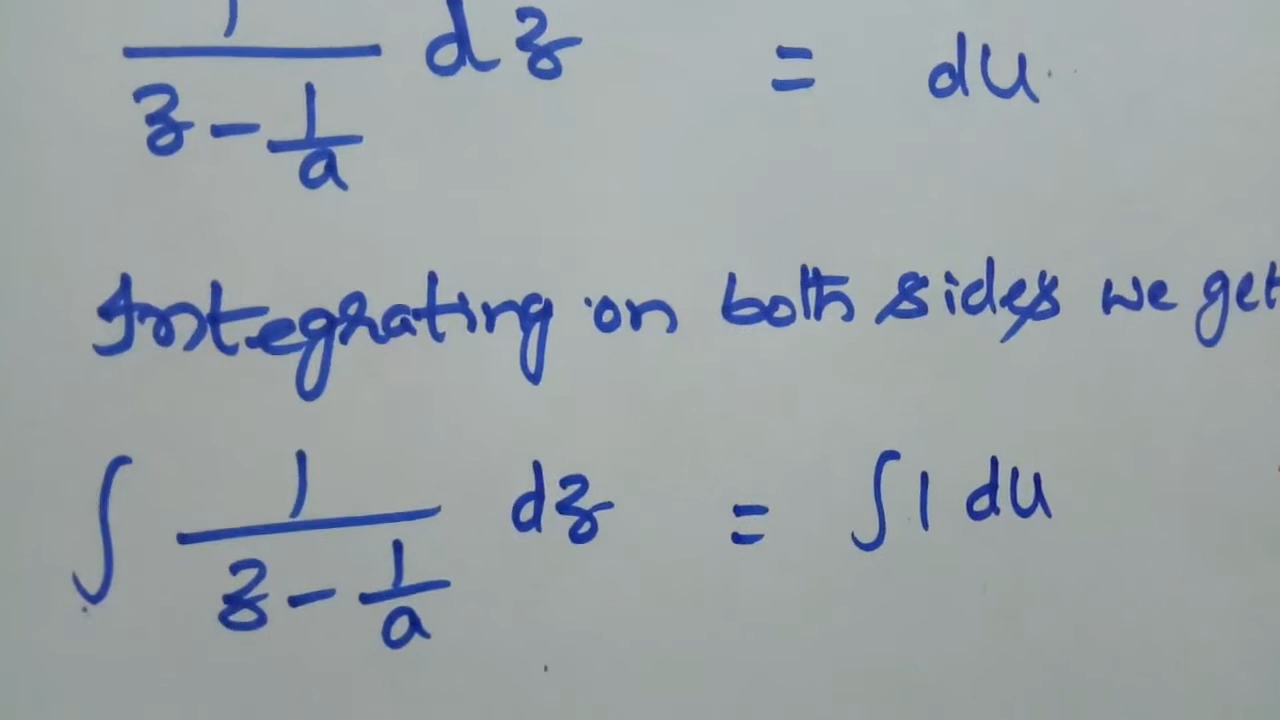 1/(z - 1/a) dz = du
Integrating on both sides we get
∫ 1/(z - 1/a) dz = ∫ 1 du